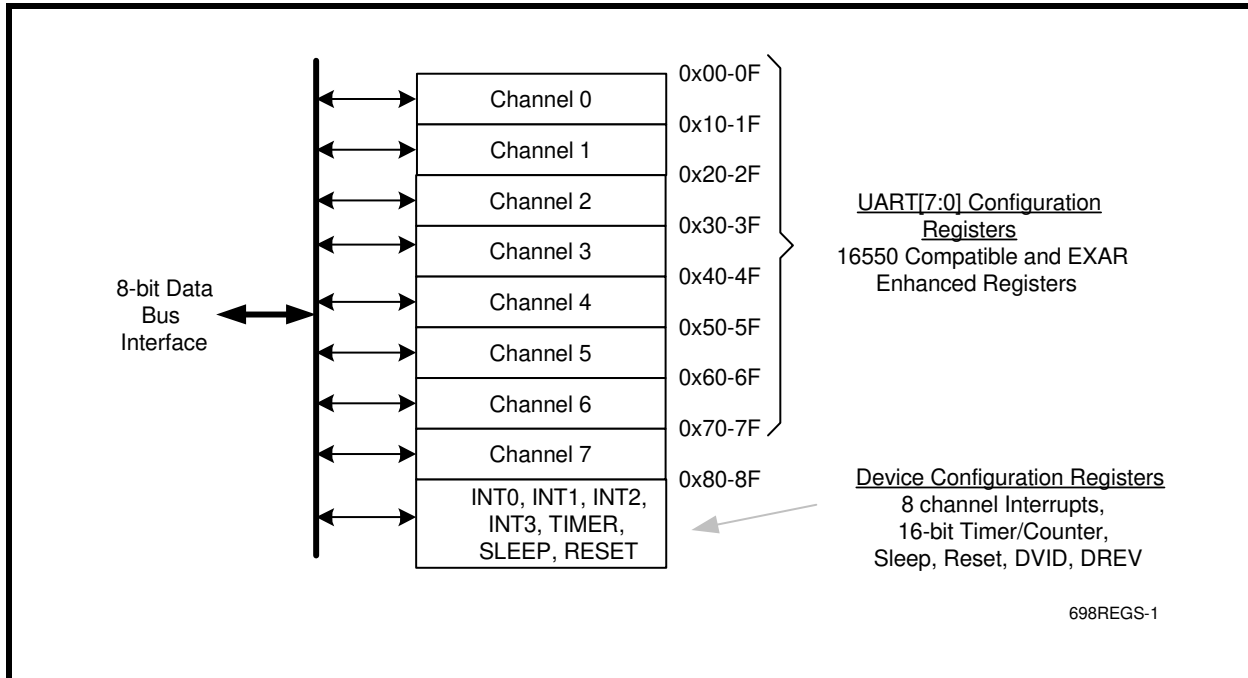 8-bit Data
Bus
Interface
Channel 0
Channel 1
Channel 2
Channel 3
Channel 4
Channel 5
Channel 6
Channel 7
INT0, INT1, INT2,
INT3, TIMER,
SLEEP, RESET
0x00-0F
0x10-1F
0x20-2F
0x30-3F
0x40-4F
0x50-5F
0x60-6F
0x70-7F
0x80-8F
UART[7:0] Configuration
Registers
16550 Compatible and EXAR
Enhanced Registers
Device Configuration Registers
8 channel Interrupts,
16-bit Timer/Counter,
Sleep, Reset, DVID, DREV
698REGS-1